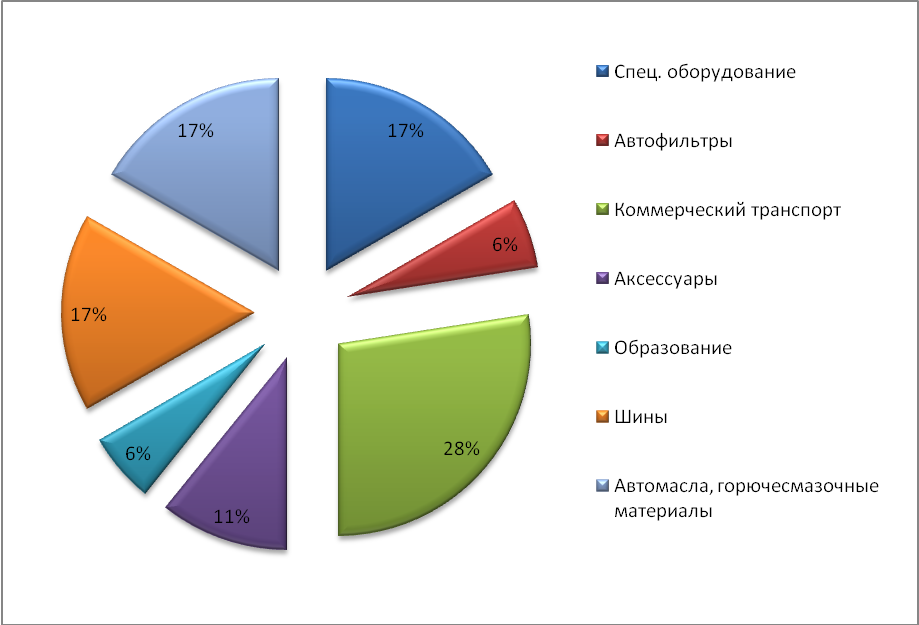 17%
17%
6%
17%
6%
28%
11%
Спец. оборудование
Автофильтры
Коммерческий транспорт
Аксессуары
Образование
Шины
Автомасла, горючесмазочные
материалы